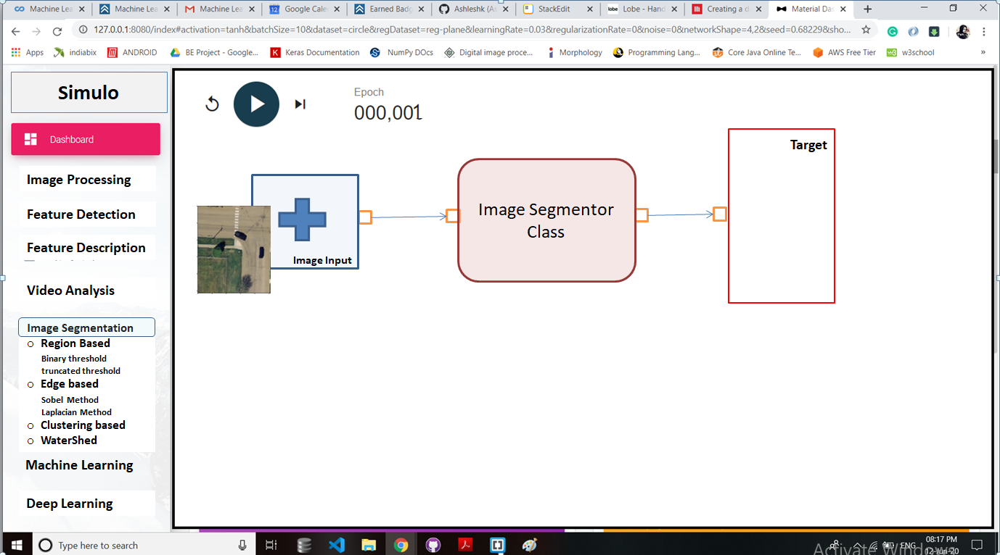 Machine Lea
Machine Lea
Machine Lea
Google Cale
Earned Badg
Ashleshk (As
StackEdit
lobe Lobe - Hand
Creating a d
Material Das
127.0.0.1:8080/index#activation=tanh&batchSize=10&dataset=circle&regDataset=reg-plane&learningRate=0.03&regularizationRate=0&noise=0&networkShape=4,2&seed=0.68229&sho...
Apps
indiabix
ANDROID
BE Project - Google...
Keras Documentation
NumPy DOcs
Digital image proce...
Morphology
Programming Lang...
Core Java Online Te...
AWS Free Tier
w3school
»
Simulo
Dashboard
Image Processing
Feature Detection
Feature Description
Video Analysis
Image Segmentation
Region Based
Binary threshold
truncated threshold
Edge based
Sobel Method
Laplacian Method
Clustering based
WaterShed
Machine Learning
Deep Learning
Epoch
000,001
Image Input
Image Segmentor
Class
Target
Type here to search
Activate Windows
ENG
08:17 PM
12-Jun-20